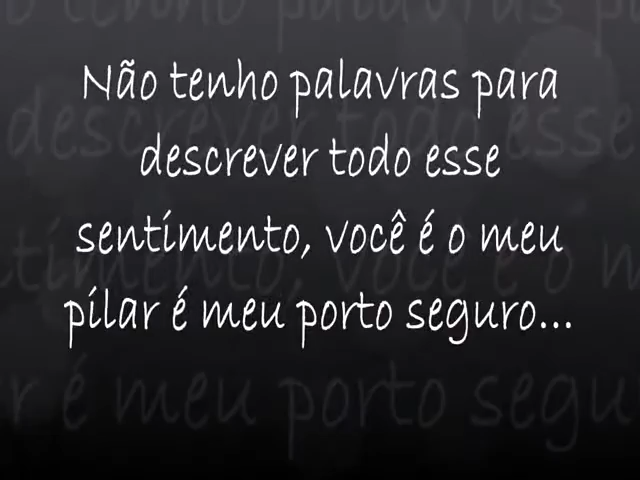 Não tenho palavras para
descrever todo esse
sentimento, você é o meu
pilar é meu porto seguro...